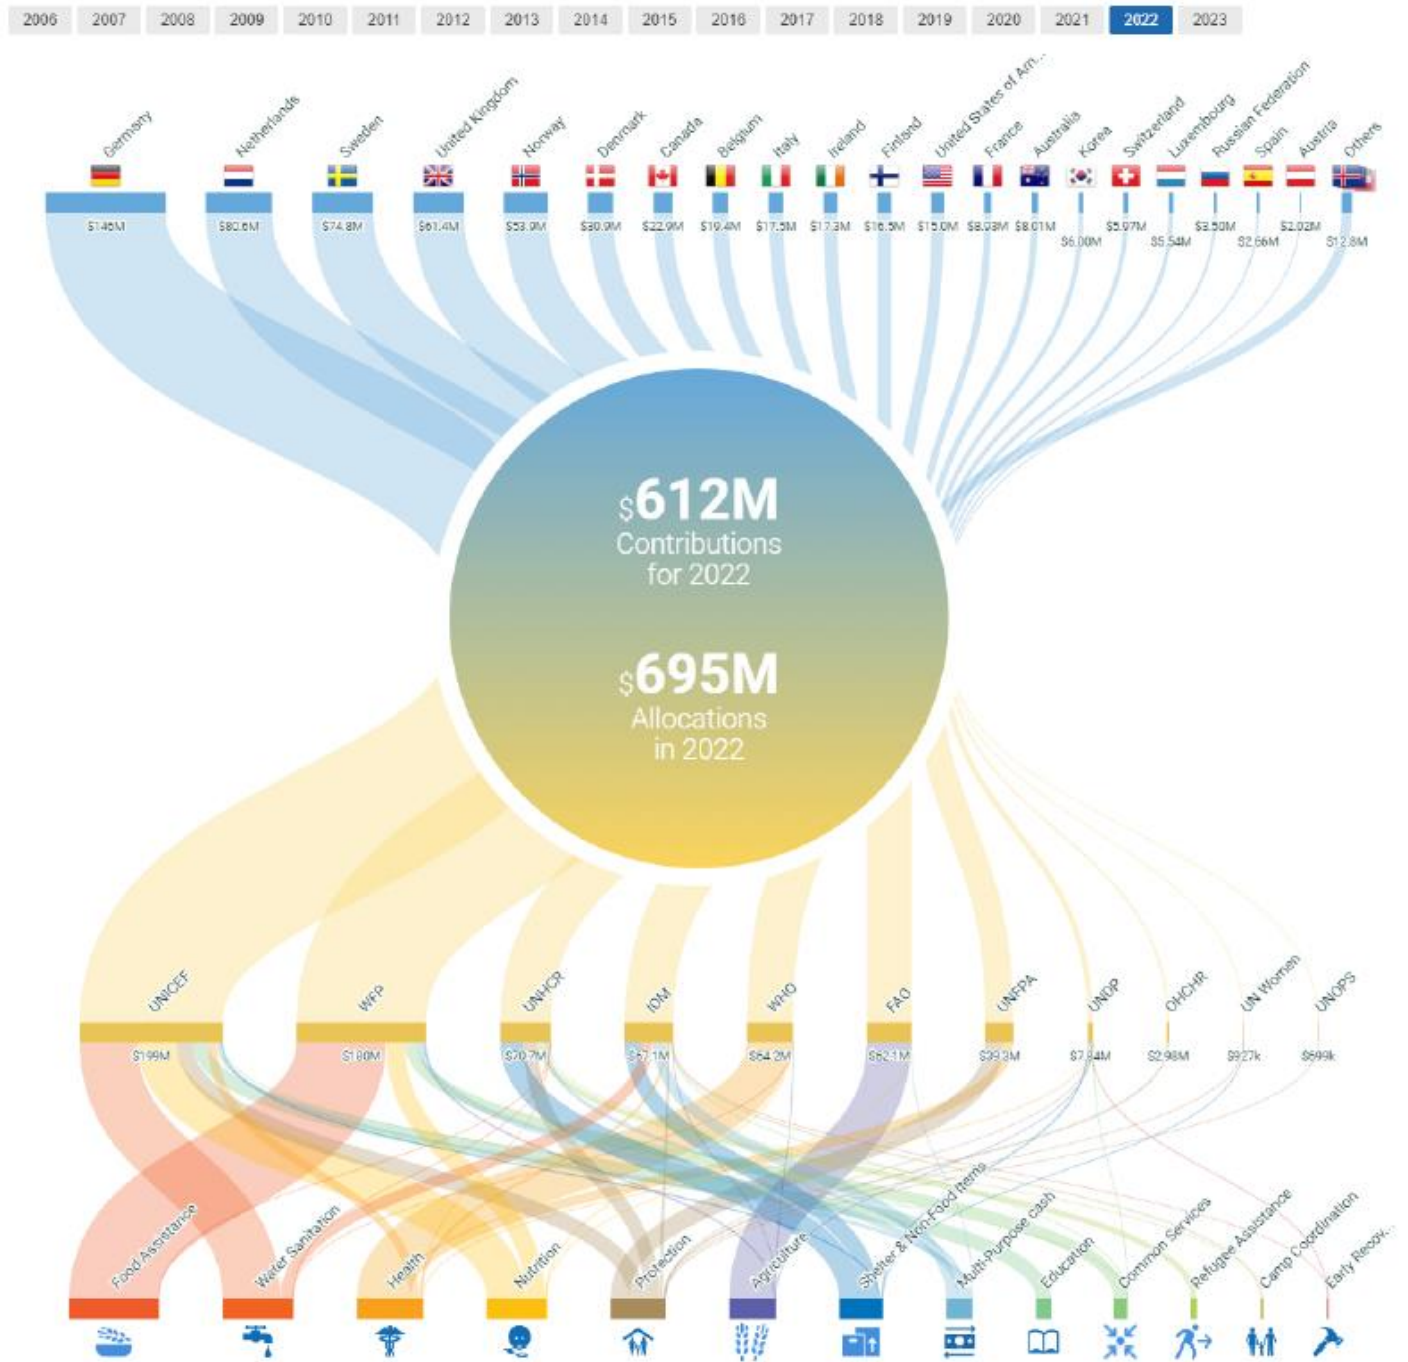 2006 2007 2008 2009 2010 2011 2012 2013 2014 2015 2016 2017 2018 2019 2020 2021 2022 2023
Germany Netherlands Sweden United Kingdom Norway Denmark Canada Belgium Italy Ireland Finland United States of Am... France Australia Korea Switzerland Luxembourg Russian Federation Spain Austria Others
$146M $80.6M $74.8M $61.4M $53.9M $30.9M $22.9M $19.4M $17.5M $17.3M $16.5M $15.0M $8.93M $8.01M $6.00M $5.97M $5.54M $3.50M $2.66M $2.02M $12.8M
$612M
Contributions
for 2022
$695M
Allocations
in 2022
UNICEF WFP UNHCR IOM WHO FAO UNFPA UNDP OHCHR UN Women UNOPS
$199M $180M $70.7M $67.1M $64.2M $62.1M $39.3M $7.84M $2.98M $927k $699k
Food Assistance Water Sanitation Health Nutrition Protection Agriculture Shelter & Non-Food Items Multi-Purpose cash Education Common Services Refugee Assistance Camp Coordination Early Recov...